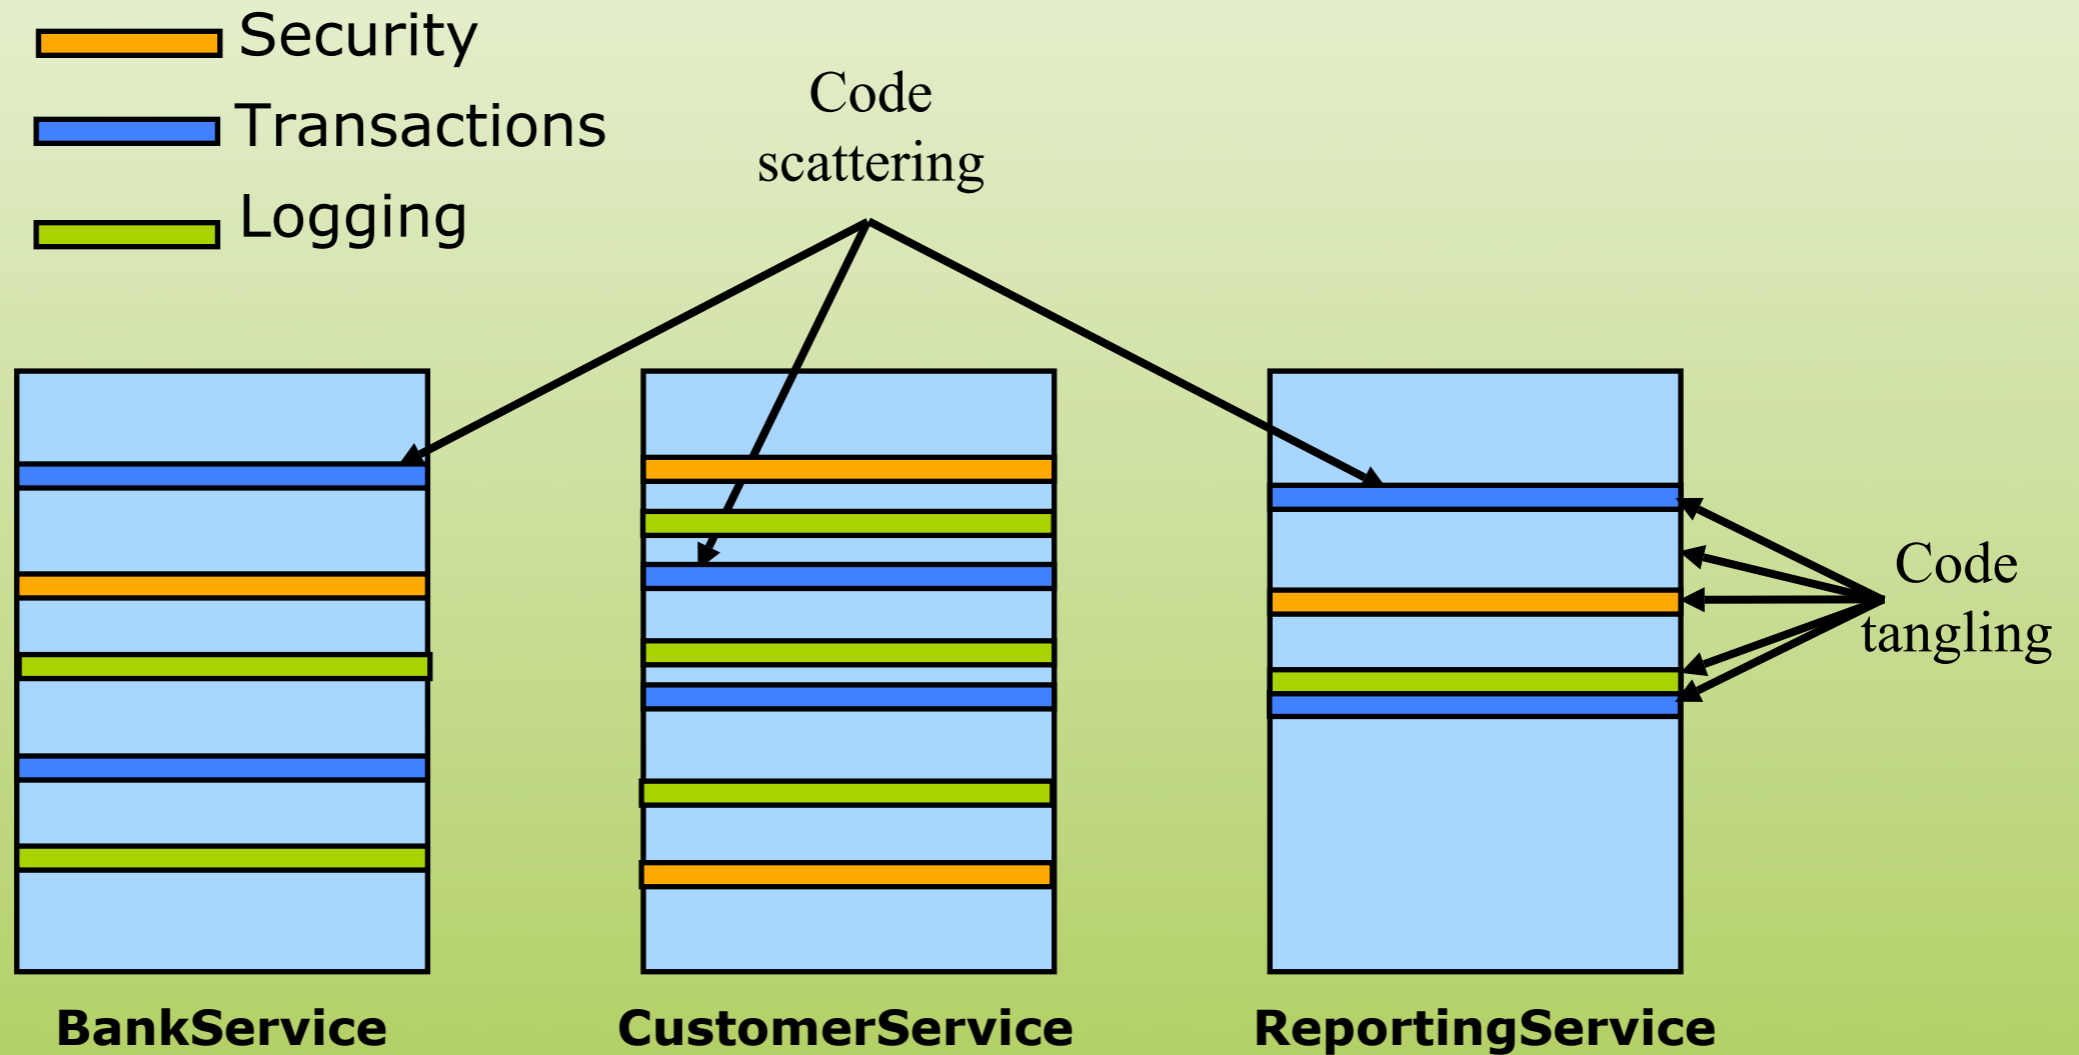 Security
Transactions
Logging
Code
scattering
Code
tangling
BankService
CustomerService
ReportingService